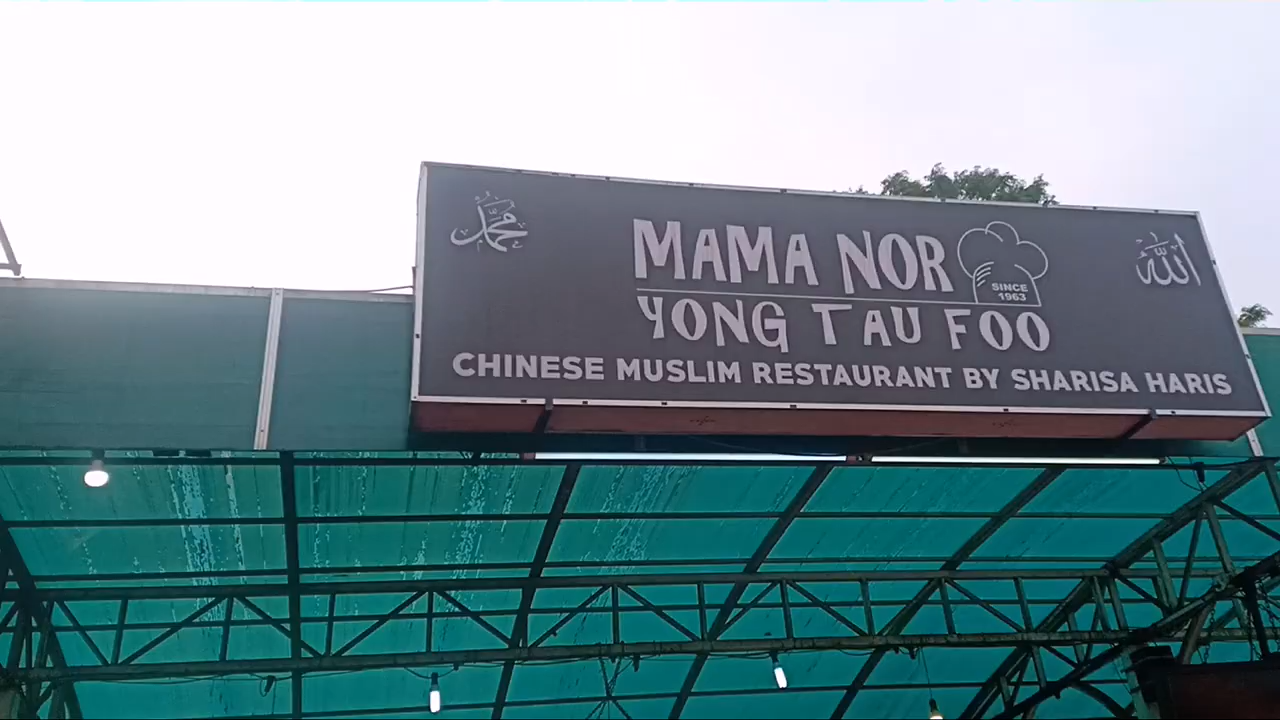 محمد
MAMA NOR
SINCE
1963
الله
YONG TAU FOO
CHINESE MUSLIM RESTAURANT BY SHARISA HARIS